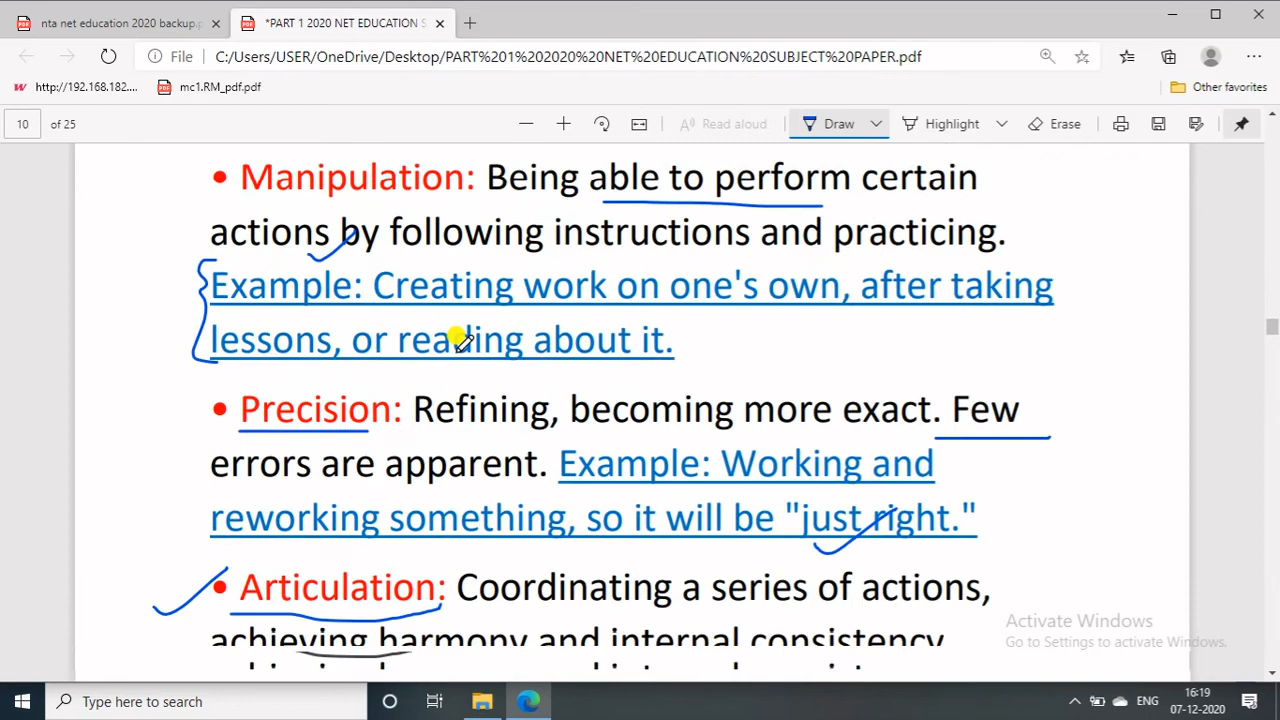 nta net education 2020 backup.p
*PART 1 2020 NET EDUCATION S
File C:/Users/USER/OneDrive/Desktop/PART%201%202020%20NET%20EDUCATION%20SUBJECT%20PAPER.pdf
http://192.168.182.... mc1.RM_pdf.pdf Other favorites
10 of 25 Read aloud Draw Highlight Erase
• Manipulation: Being able to perform certain
actions by following instructions and practicing.
Example: Creating work on one's own, after taking
lessons, or reading about it.
• Precision: Refining, becoming more exact. Few
errors are apparent. Example: Working and
reworking something, so it will be "just right."
• Articulation: Coordinating a series of actions,
achieving harmony and internal consistency
Activate Windows
Go to Settings to activate Windows.
Type here to search
ENG
16:19
07-12-2020